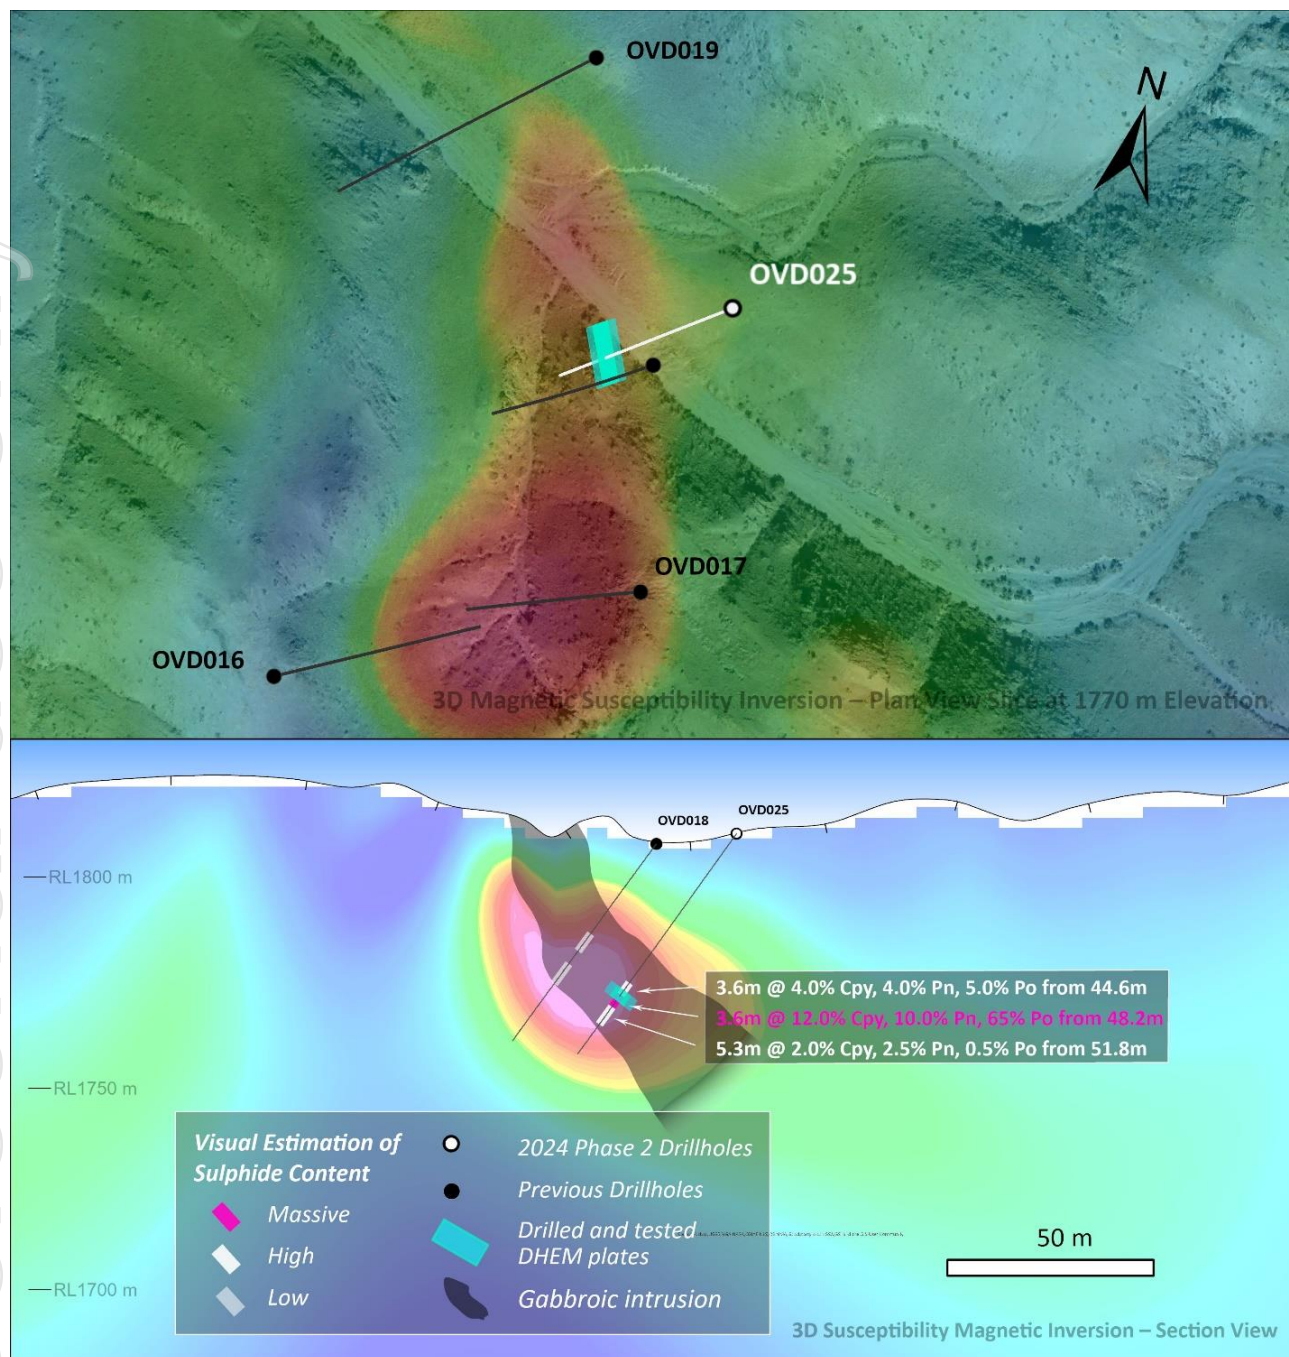 OVD019
N
OVD025
OVD017
OVD016
3D Magnetic Susceptibility Inversion – Plan View Slice at 1770 m Elevation
OVD018
OVD025
RL1800 m
3.6m @ 4.0% Cpy, 4.0% Pn, 5.0% Po from 44.6m
3.6m @ 12.0% Cpy, 10.0% Pn, 65% Po from 48.2m
5.3m @ 2.0% Cpy, 2.5% Pn, 0.5% Po from 51.8m
RL1750 m
Visual Estimation of
Sulphide Content
Massive
High
Low
2024 Phase 2 Drillholes
Previous Drillholes
Drilled and tested
DHEM plates
Gabbroic intrusion
50 m
RL1700 m
3D Susceptibility Magnetic Inversion – Section View